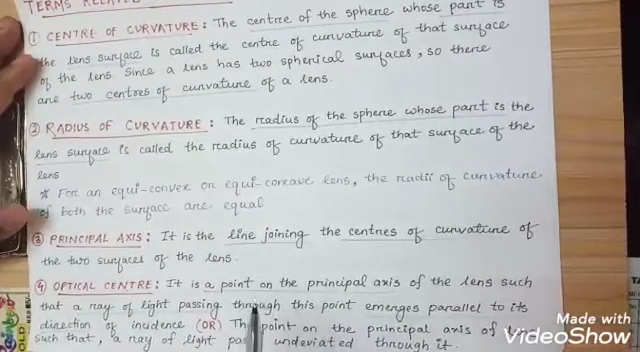 TERMS RELATED
① CENTRE OF CURVATURE: The centre of the sphere whose part is
the lens surface is called the centre of curvature of that surface
of the lens. Since a lens has two spherical surfaces, so there
are two centres of curvature of a lens.
② RADIUS OF CURVATURE: The radius of the sphere whose part is the
lens surface is called the radius of curvature of that surface of the
lens
* For an equi-convex or equi-concave lens, the radii of curvature
of both the surface are equal
③ PRINCIPAL AXIS: It is the line joining the centres of curvature of
the two surfaces of the lens.
④ OPTICAL CENTRE: It is a point on the principal axis of the lens such
that a ray of light passing through this point emerges parallel to its
direction of incidence (OR) The point on the principal axis of
such that, a ray of light undeviated through it.
Made with
VideoShow